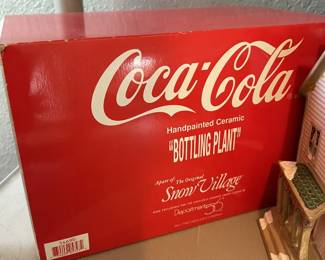 Coca-Cola
Handpainted Ceramic
"BOTTLING PLANT"
A part of The Original
Snow Village
Department 56